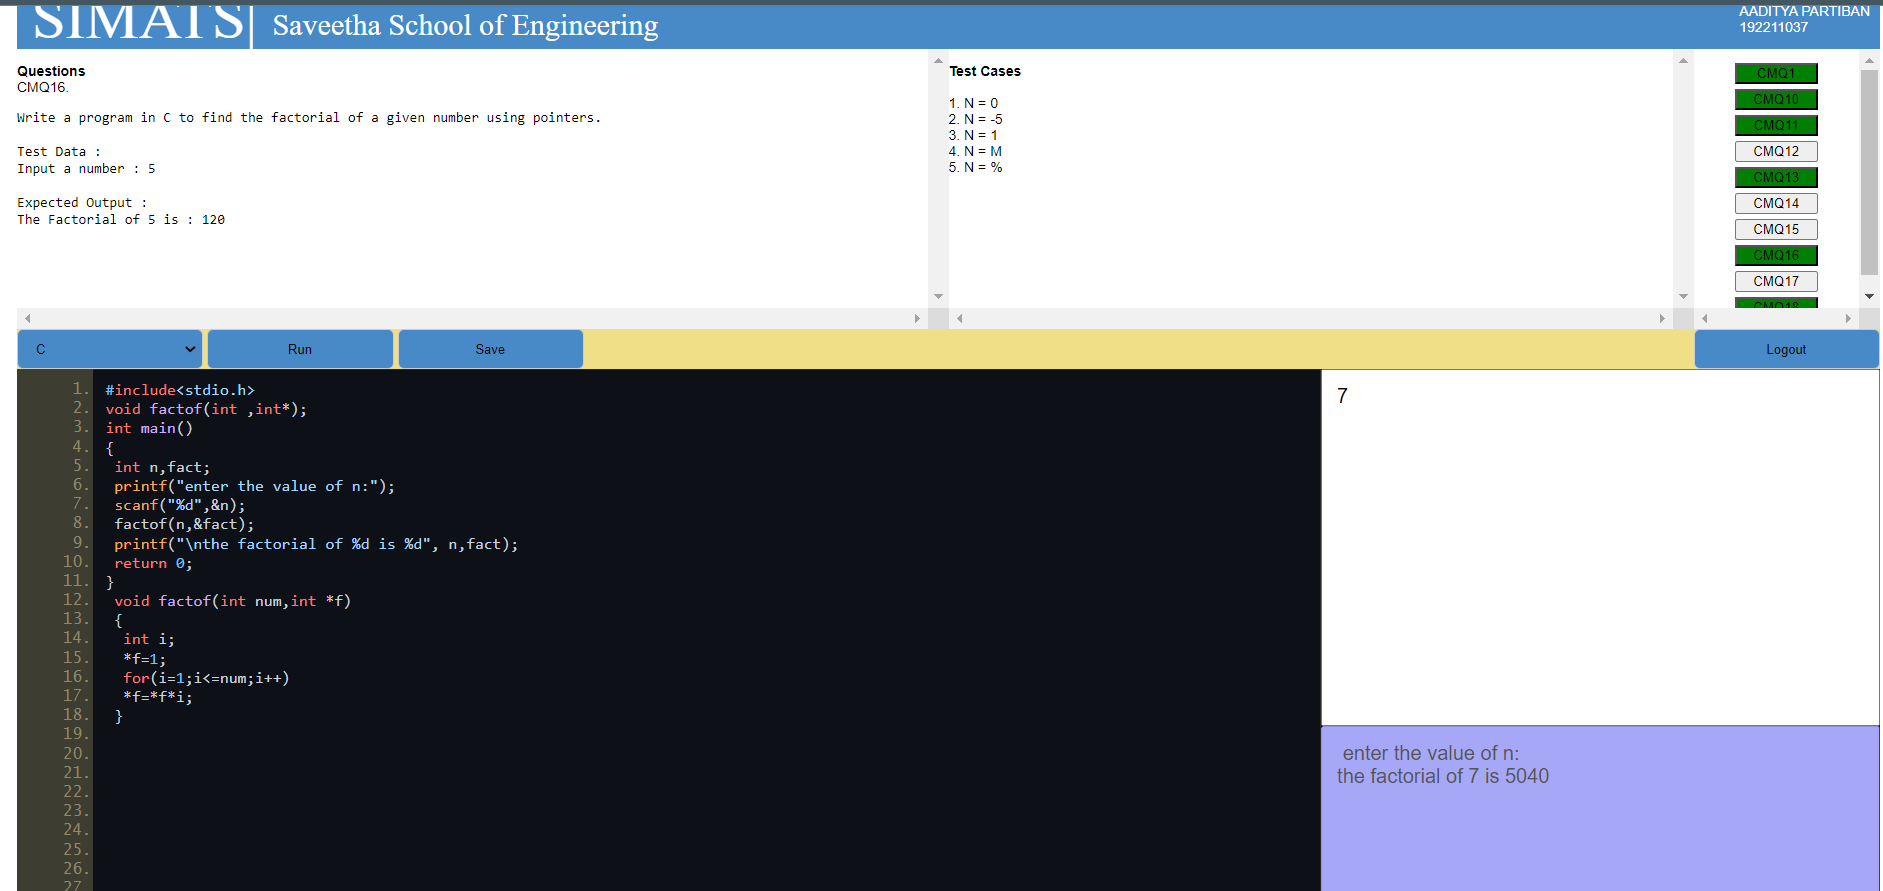 SIMATS Saveetha School of Engineering
AADITYA PARTIBAN
192211037
Questions
CMQ16.
Write a program in C to find the factorial of a given number using pointers.
Test Data :
Input a number : 5
Expected Output :
The Factorial of 5 is : 120
Test Cases
1. N = 0
2. N = -5
3. N = 1
4. N = M
5. N = %
CMQ1
CMQ10
CMQ11
CMQ12
CMQ13
CMQ14
CMQ15
CMQ16
CMQ17
CMQ18
C
Run
Save
Logout
1. #include<stdio.h>
2. void factof(int ,int*);
3. int main()
4. {
5. int n,fact;
6. printf("enter the value of n:");
7. scanf("%d",&n);
8. factof(n,&fact);
9. printf("\nthe factorial of %d is %d", n,fact);
10. return 0;
11. }
12. void factof(int num,int *f)
13. {
14. int i;
15. *f=1;
16. for(i=1;i<=num;i++)
17. *f=*f*i;
18. }
19.
20.
21.
22.
23.
24.
25.
26.
27.
7
enter the value of n:
the factorial of 7 is 5040